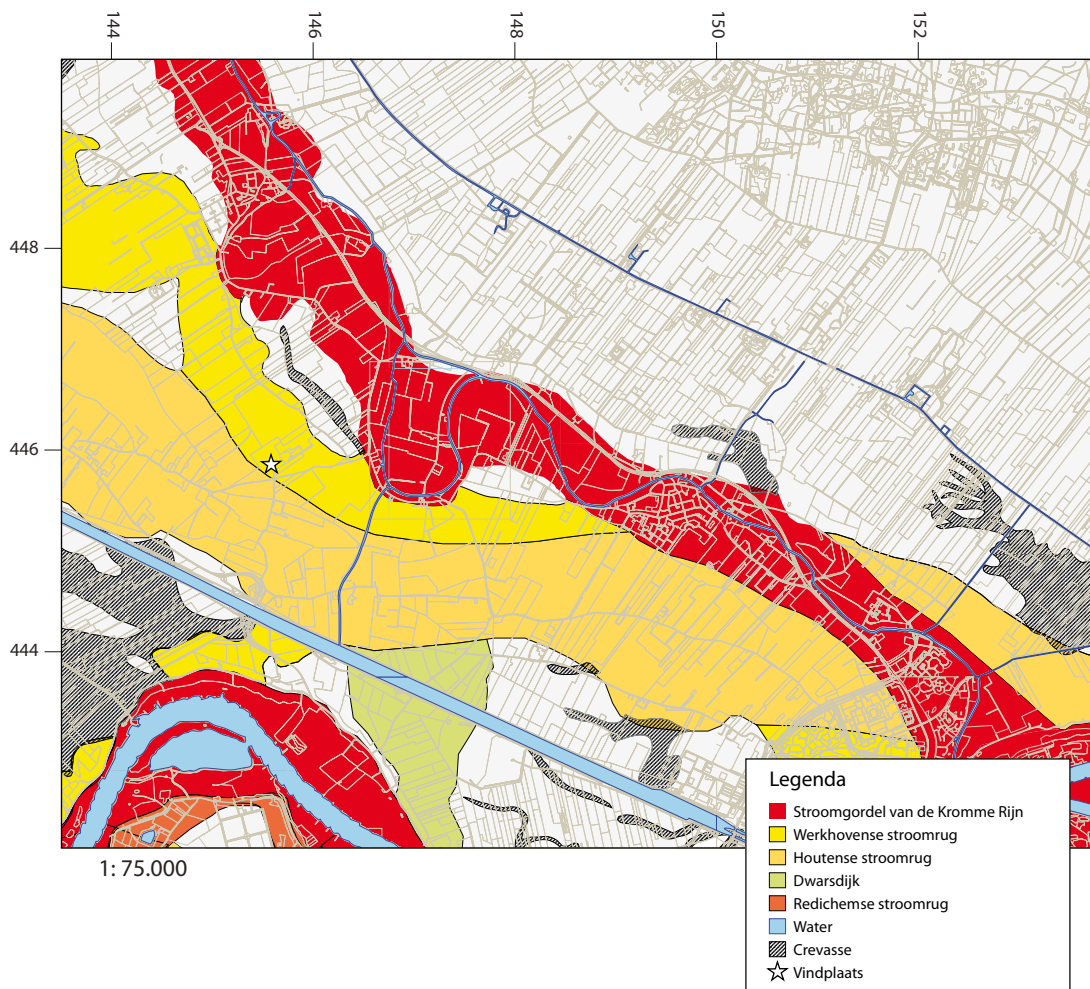 144
146
148
150
152
448
446
444
1: 75.000
Legenda
Stroomgordel van de Kromme Rijn
Werkhovense stroomrug
Houtense stroomrug
Dwarsdijk
Redichemse stroomrug
Water
Crevasse
Vindplaats